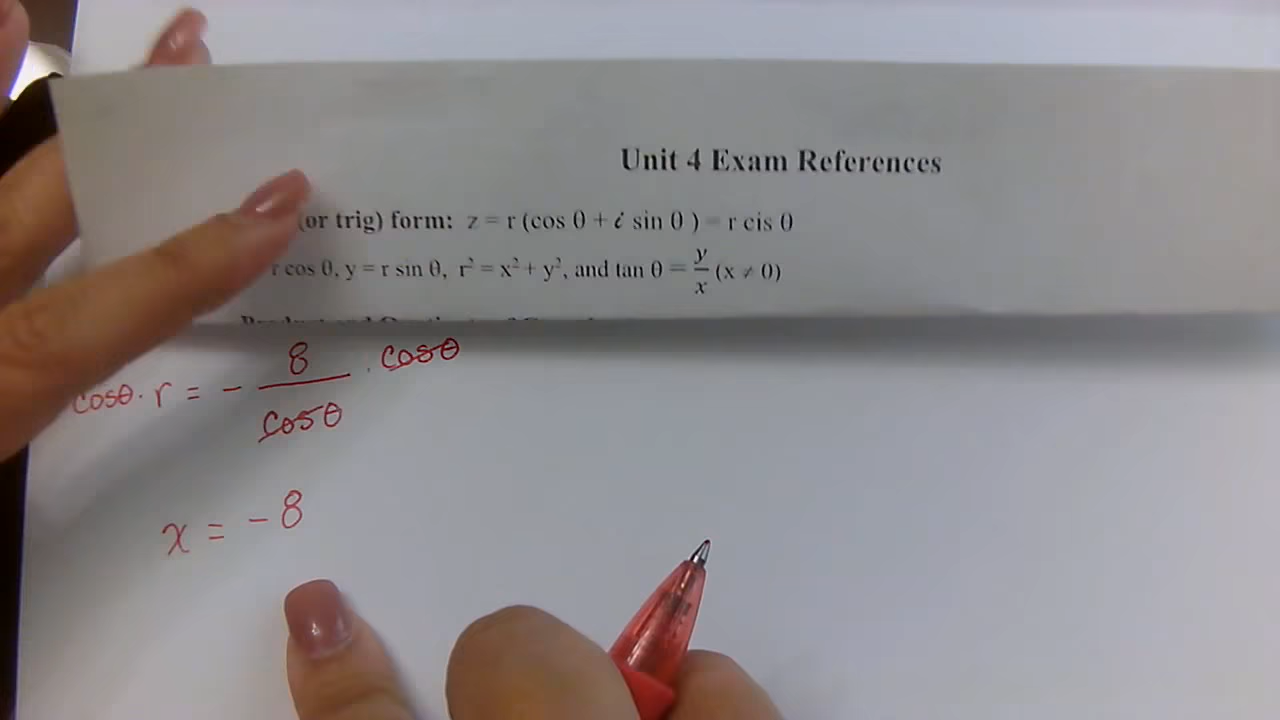 Unit 4 Exam References
(or trig) form: z = r (cos θ + i sin θ ) = r cis θ
r cos θ, y = r sin θ, r² = x² + y², and tan θ = y/x (x ≠ 0)
cosθ · r = - 8/cosθ · cosθ
x = -8